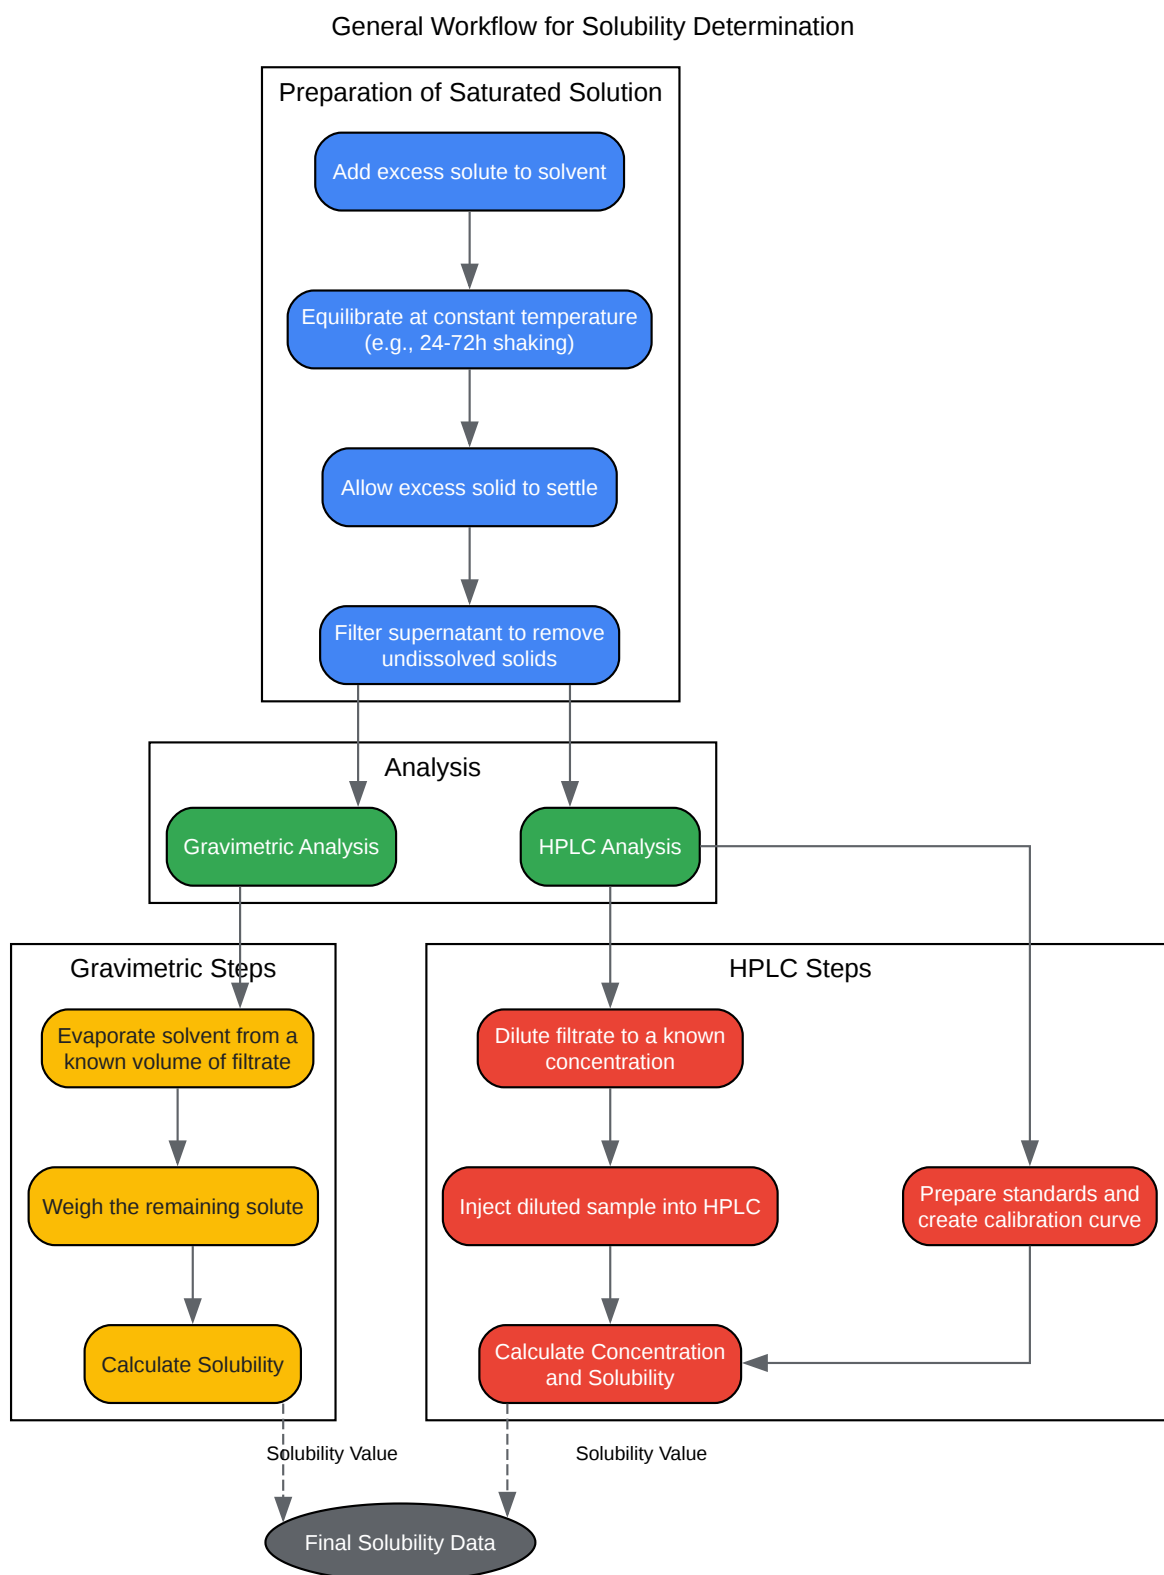 General Workflow for Solubility Determination
Preparation of Saturated Solution
Add excess solute to solvent
Equilibrate at constant temperature
(e.g., 24-72h shaking)
Allow excess solid to settle
Filter supernatant to remove
undissolved solids
Analysis
Gravimetric Analysis
HPLC Analysis
Gravimetric Steps
Evaporate solvent from a
known volume of filtrate
Weigh the remaining solute
Calculate Solubility
HPLC Steps
Dilute filtrate to a known
concentration
Inject diluted sample into HPLC
Prepare standards and
create calibration curve
Calculate Concentration
and Solubility
Solubility Value
Solubility Value
Final Solubility Data